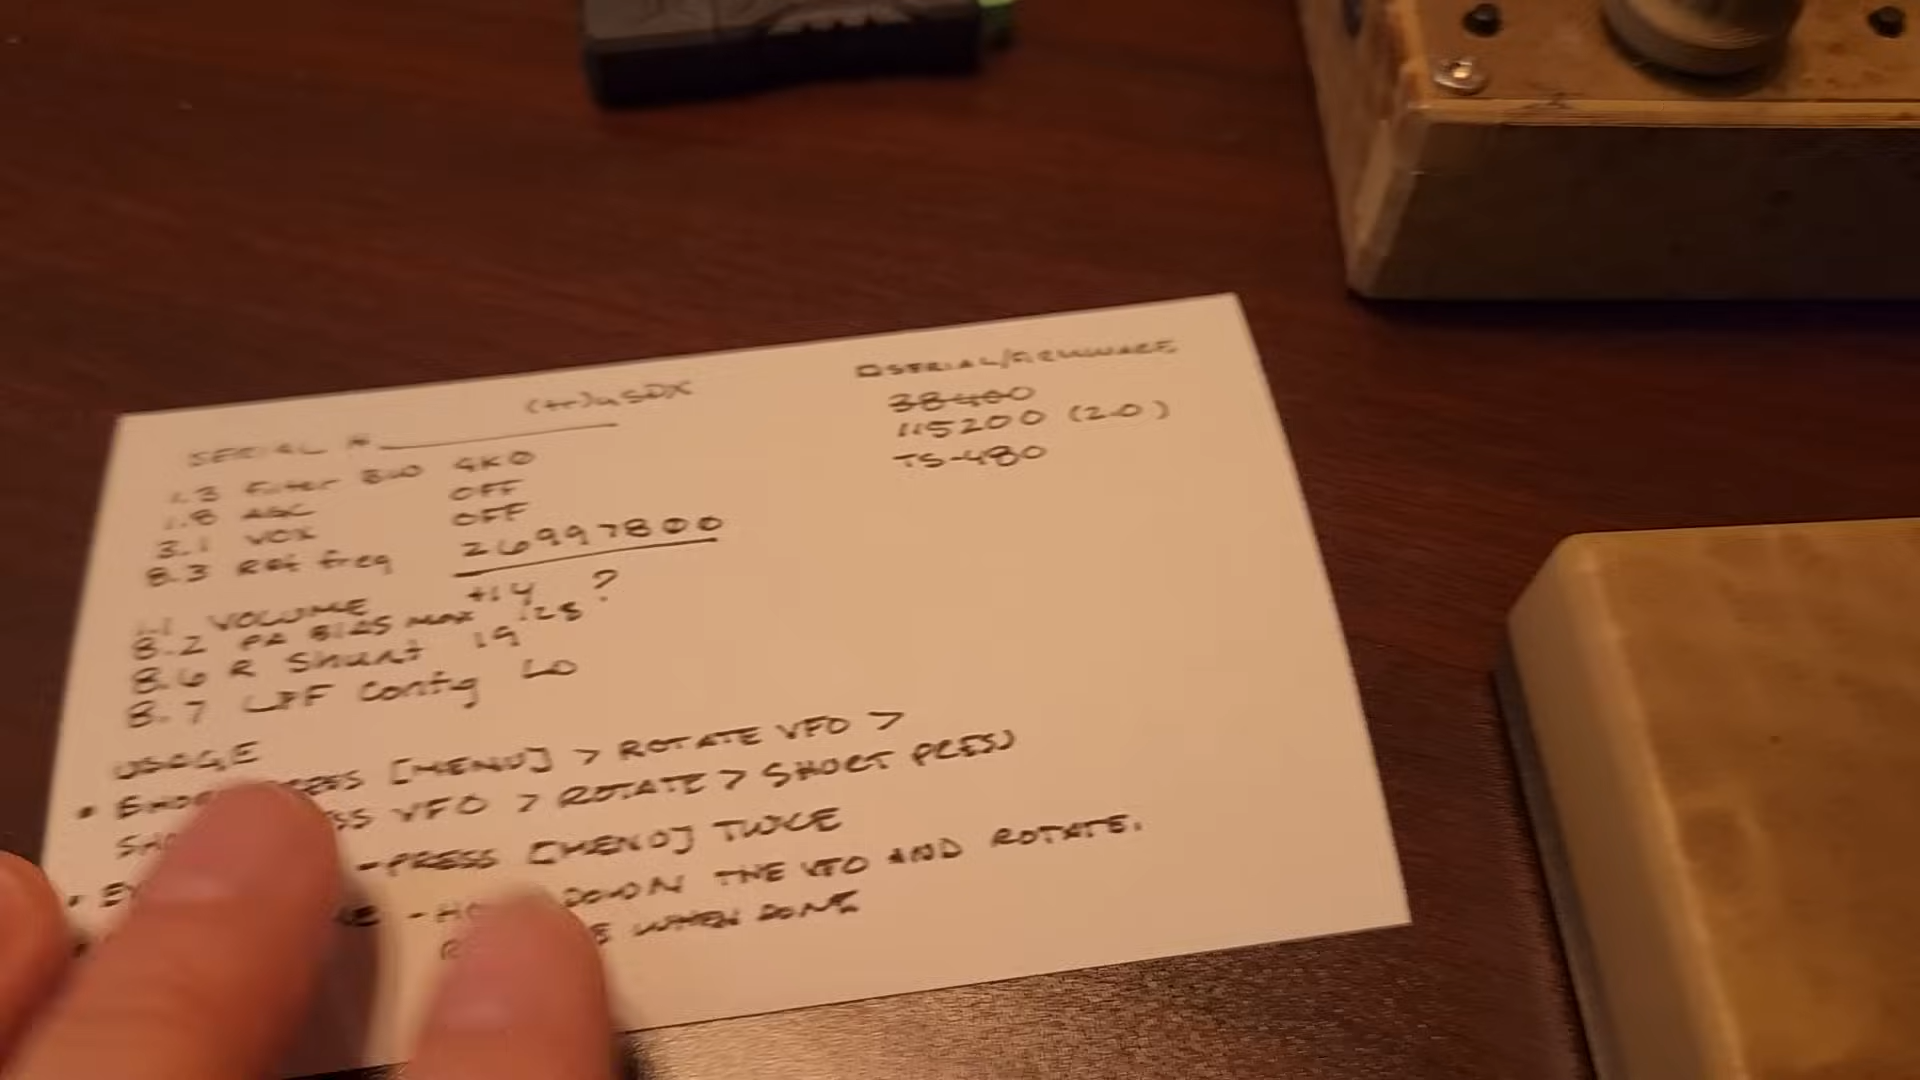 (tr)uSDX
SERIAL #
1.3 Filter BW 4K0
1.8 AGC OFF
3.1 VOX OFF
8.3 Ref freq 26997800
1.1 VOLUME +14
8.2 PA BIAS MAX 128 ?
8.6 R Shunt 19
8.7 LPF Config LO
SERIAL/FIRMWARE
38400
115200 (2.0)
TS-480
USAGE
• [MENU] > ROTATE VFO >
VFO > ROTATE > SHORT PRESS
• -PRESS [MENU] TWICE
DOWN THE VFO AND ROTATE.
WHEN DONE